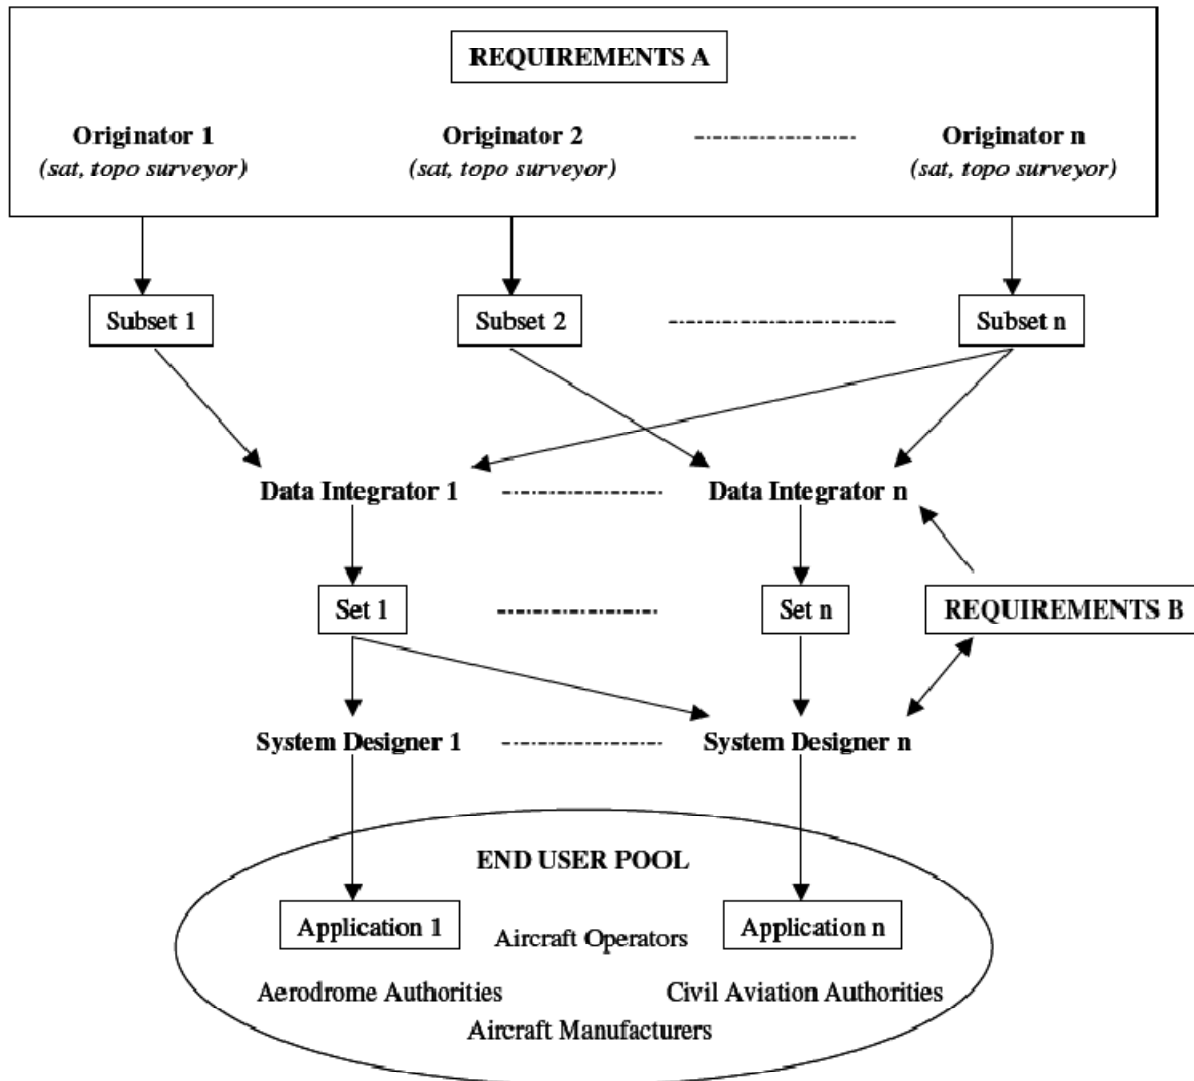 REQUIREMENTS A
Originator 1 Originator 2 Originator n
(sat, topo surveyor) (sat, topo surveyor) (sat, topo surveyor)
Subset 1 Subset 2 Subset n
Data Integrator 1 Data Integrator n
Set 1 Set n REQUIREMENTS B
System Designer 1 System Designer n
END USER POOL
Application 1 Application n
Aircraft Operators
Aerodrome Authorities Civil Aviation Authorities
Aircraft Manufacturers